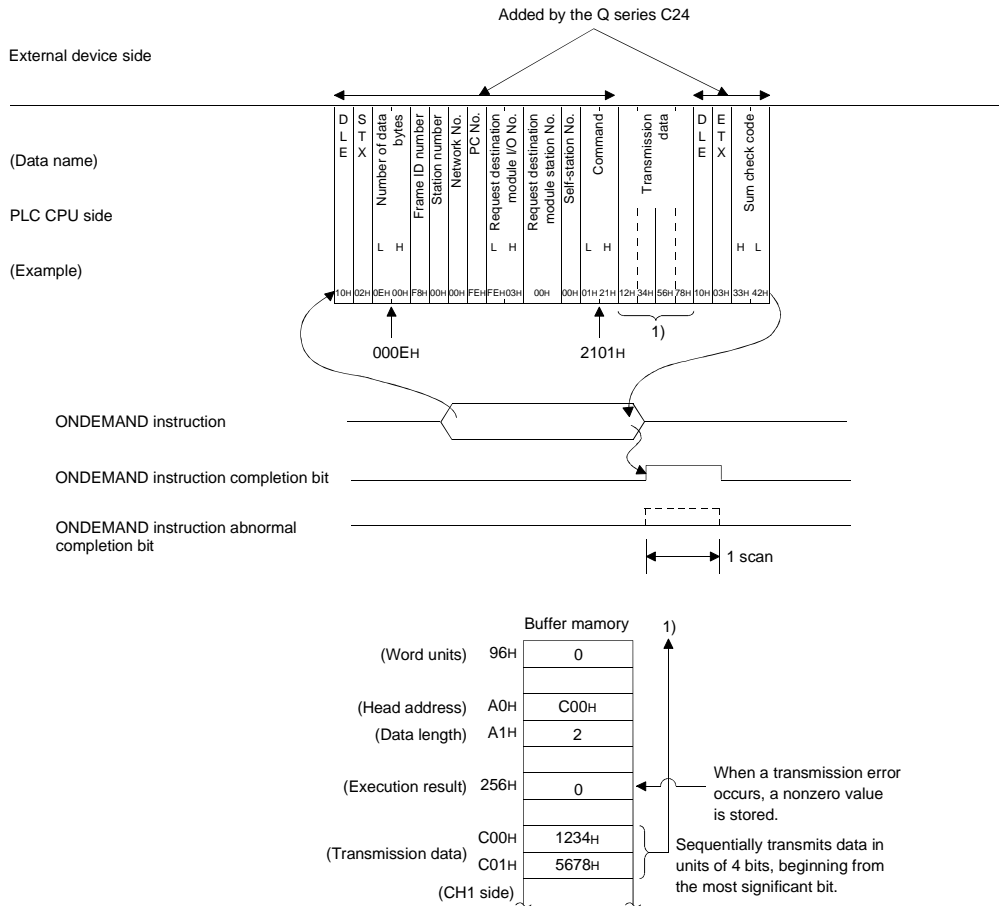 Added by the Q series C24
External device side
(Data name)
DLE
STX
Number of data
bytes
Frame ID number
Station number
Network No.
PC No.
Request destination
module I/O No.
Request destination
module station No.
Self-station No.
Command
Transmission
data
DLE
ETX
Sum check code
PLC CPU side
L H L H L H H L
(Example)
10H 02H 0EH 00H F8H 00H 00H FEH FEH 03H 00H 00H 01H 21H 12H 34H 56H 78H 10H 03H 33H 42H
1)
000EH 2101H
ONDEMAND instruction
ONDEMAND instruction completion bit
ONDEMAND instruction abnormal
completion bit
1 scan
Buffer mamory 1)
(Word units) 96H 0
(Head address) A0H C00H
(Data length) A1H 2
(Execution result) 256H 0
When a transmission error
occurs, a nonzero value
is stored.
(Transmission data)
C00H 1234H
C01H 5678H
Sequentially transmits data in
units of 4 bits, beginning from
the most significant bit.
(CH1 side)